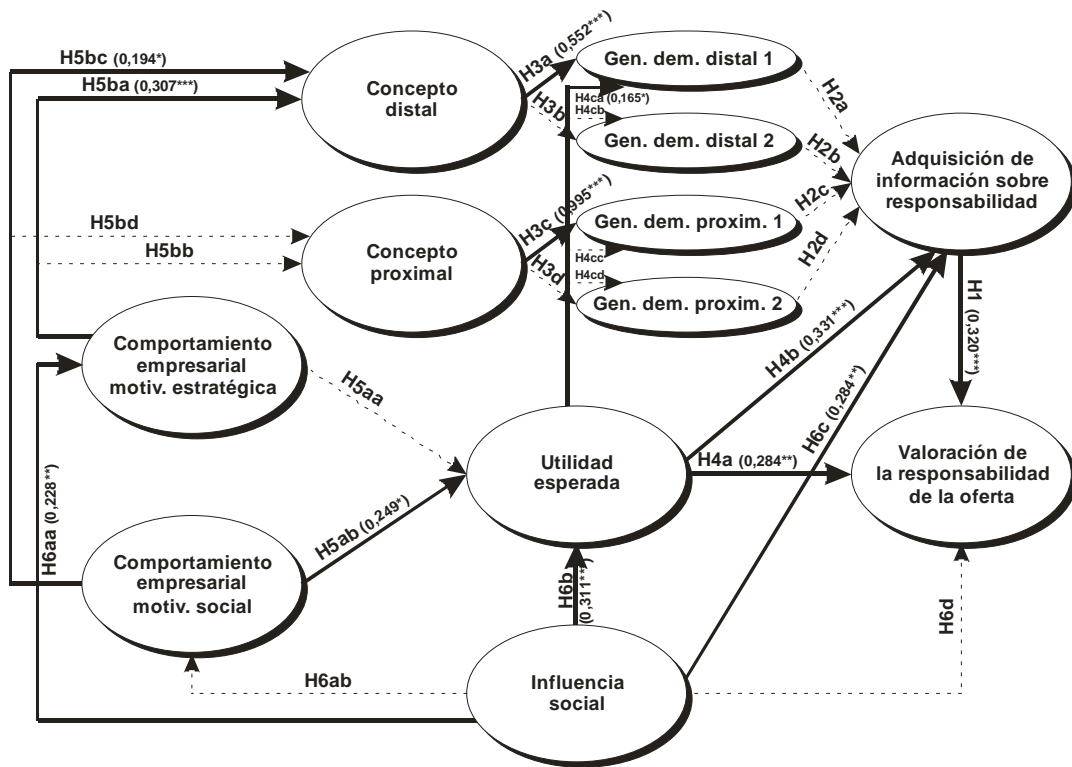 H5bc (0,194*)
H5ba (0,307***)
Concepto
distal
H3a (0,552***)
H3b
Gen. dem. distal 1
H4ca (0,165*)
H4cb
Gen. dem. distal 2
H2a
H2b
H2c
H2d
Adquisición de
información sobre
responsabilidad
H5bd
H5bb
Concepto
proximal
H3c (0,995***)
H3d
Gen. dem. proxim. 1
H4cc
H4cd
Gen. dem. proxim. 2
Comportamiento
empresarial
motiv. estratégica
H5aa
H4b (0,331***)
H6c (0,284**)
H1 (0,320***)
Utilidad
esperada
H4a (0,284**)
Valoración de
la responsabilidad
de la oferta
H6aa (0,228**)
H5ab (0,249*)
Comportamiento
empresarial
motiv. social
H6b
(0,311***)
H6d
H6ab
Influencia
social